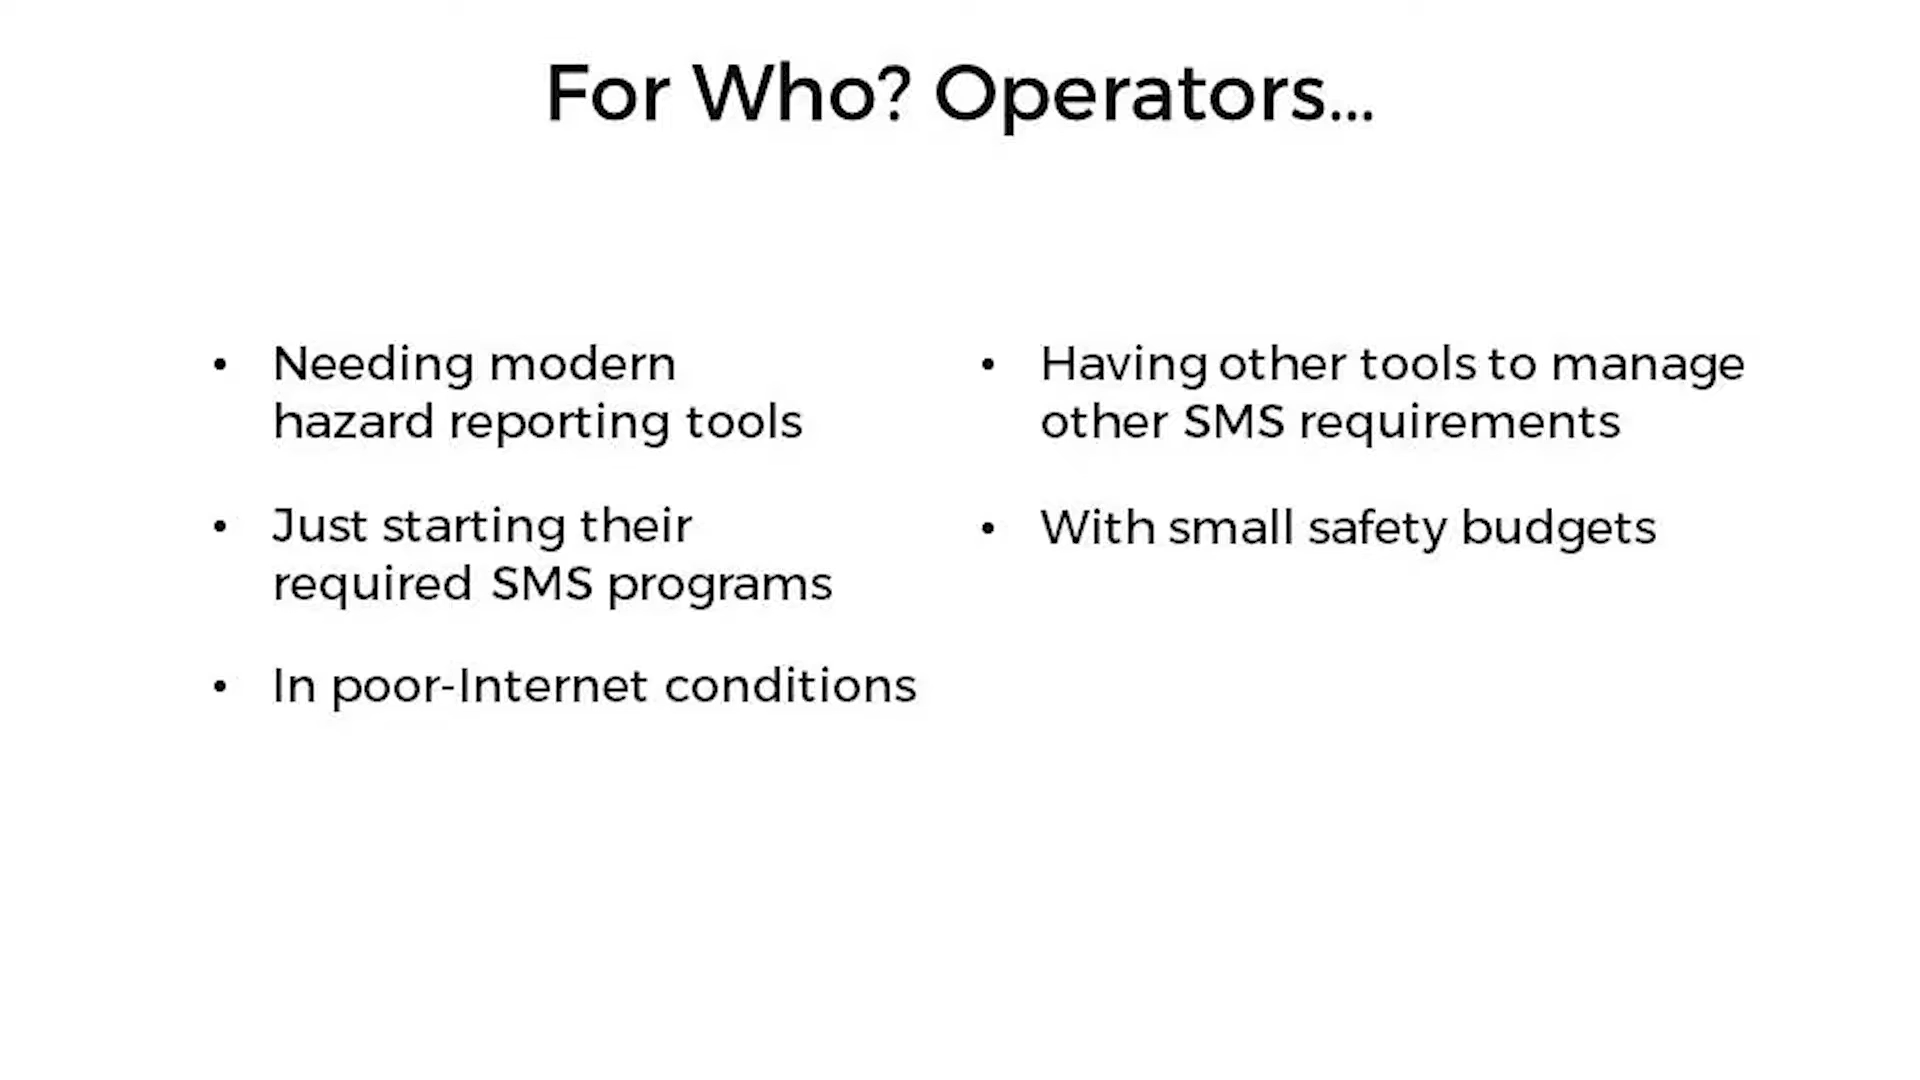 For Who? Operators...
• Needing modern
hazard reporting tools
• Just starting their
required SMS programs
• In poor-Internet conditions
• Having other tools to manage
other SMS requirements
• With small safety budgets